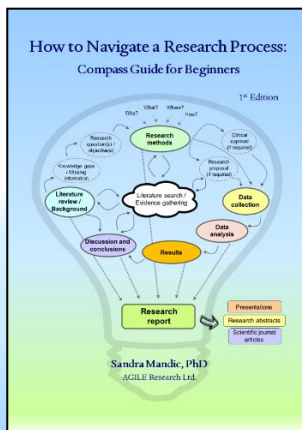 How to Navigate a Research Process:
Compass Guide for Beginners
1st Edition
What?
Where?
Who?
How?
Research
question(s) /
objective(s)
Research
methods
Ethical
approval
(if required)
Knowledge gaps
/ Missing
information
Research
proposal
(if required)
Literature
review /
Background
Literature search /
Evidence gathering
Data
collection
Data
analysis
Discussion and
conclusions
Results
Research
report
Presentations
Research abstracts
Scientific journal
articles
Sandra Mandic, PhD
AGILE Research Ltd.